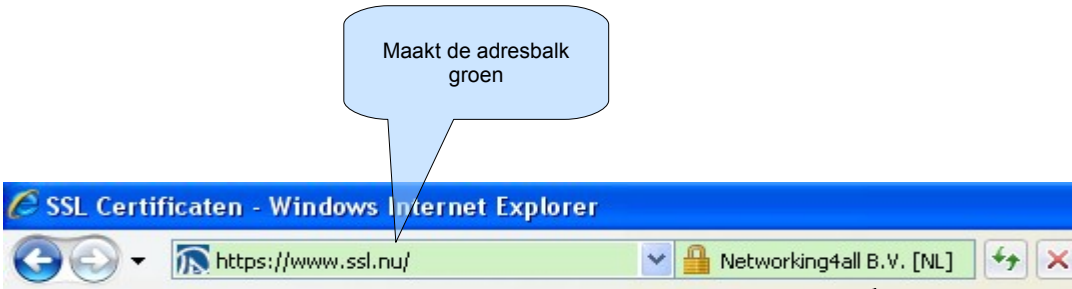 Maakt de adresbalk
groen
SSL Certificaten - Windows Internet Explorer
https://www.ssl.nu/
Networking4all B.V. [NL]